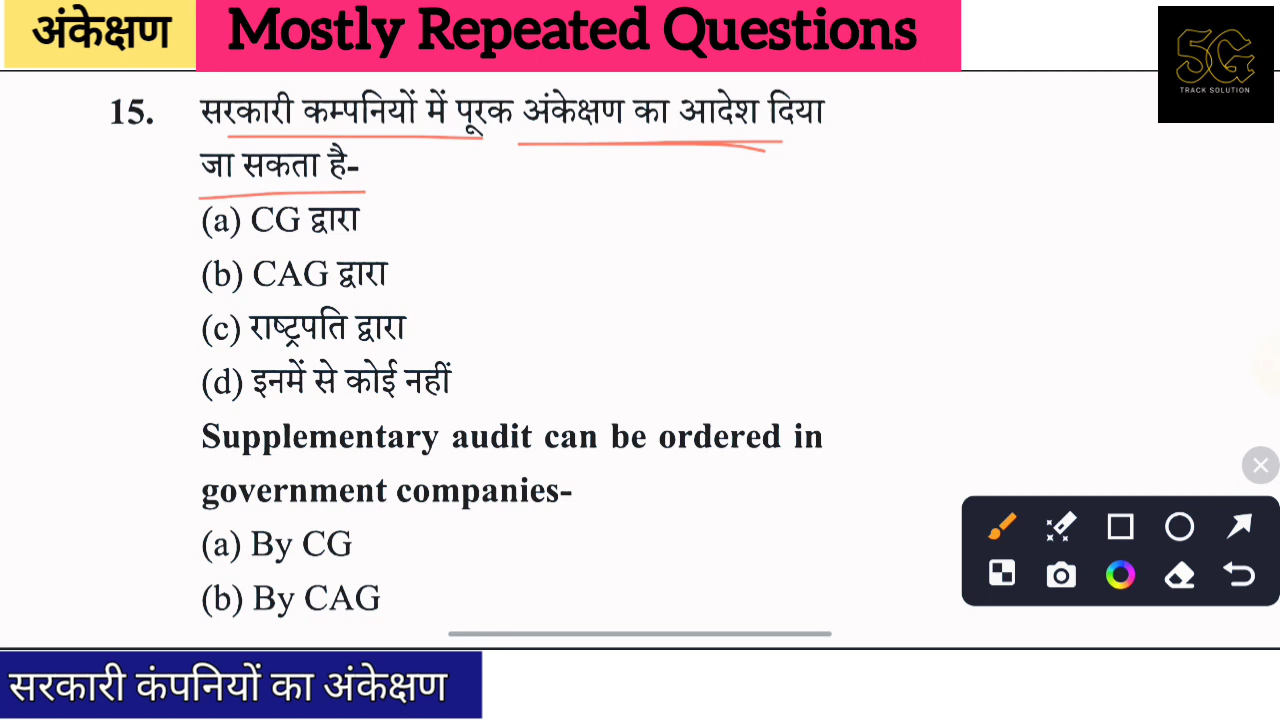 अंकेक्षण
Mostly Repeated Questions
5G
TRACK SOLUTION
15. सरकारी कम्पनियों में पूरक अंकेक्षण का आदेश दिया
जा सकता है-
(a) CG द्वारा
(b) CAG द्वारा
(c) राष्ट्रपति द्वारा
(d) इनमें से कोई नहीं
Supplementary audit can be ordered in
government companies-
(a) By CG
(b) By CAG
सरकारी कंपनियों का अंकेक्षण